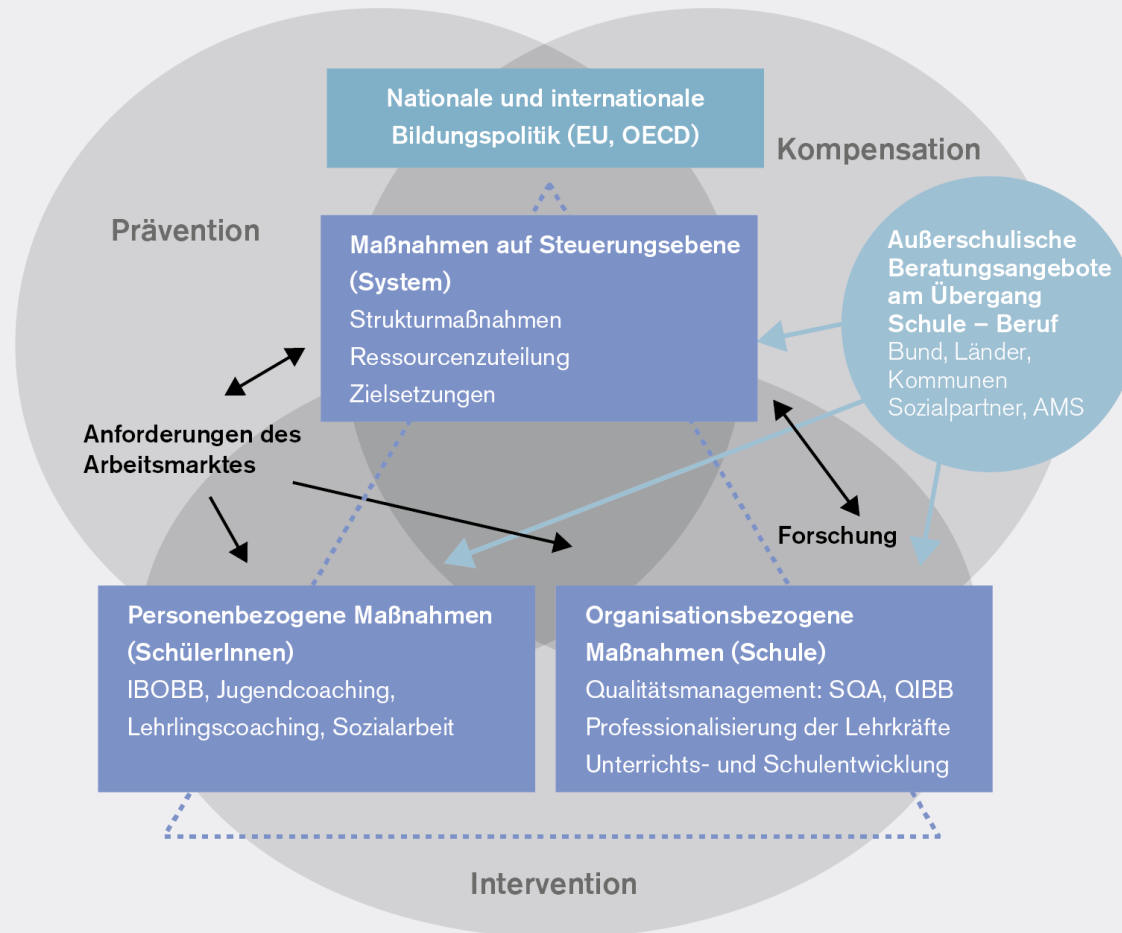 Nationale und internationale
Bildungspolitik (EU, OECD)
Kompensation
Prävention
Maßnahmen auf Steuerungsebene
(System)
Strukturmaßnahmen
Ressourcenzuteilung
Zielsetzungen
Außerschulische
Beratungsangebote
am Übergang
Schule – Beruf
Bund, Länder,
Kommunen
Sozialpartner, AMS
Anforderungen des
Arbeitsmarktes
Forschung
Personenbezogene Maßnahmen
(SchülerInnen)
IBOBB, Jugendcoaching,
Lehrlingscoaching, Sozialarbeit
Organisationsbezogene
Maßnahmen (Schule)
Qualitätsmanagement: SQA, QIBB
Professionalisierung der Lehrkräfte
Unterrichts- und Schulentwicklung
Intervention